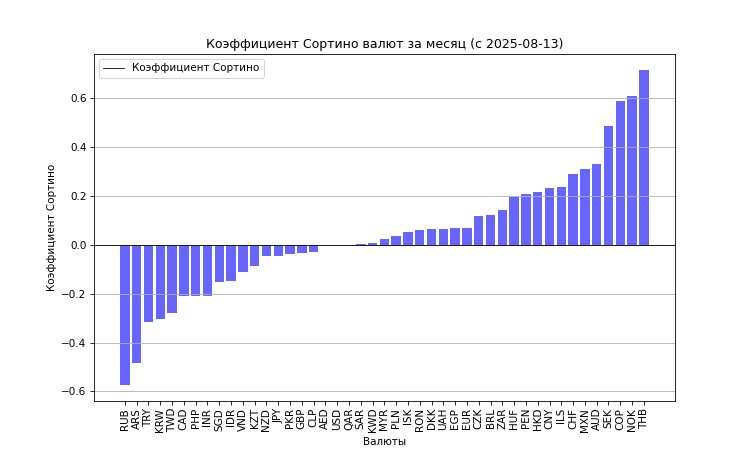 Коэффициент Сортино валют за месяц (с 2025-08-13)
Коэффициент Сортино
Коэффициент Сортино
0.6
0.4
0.2
0.0
−0.2
−0.4
−0.6
RUB ARS TRY KRW TWD CAD PHP INR SGD IDR VND KZT NZD JPY PKR GBP CLP AED USD QAR SAR KWD MYR PLN ISK RON DKK UAH EGP EUR CZK BRL ZAR HUF PEN HKD CNY ILS CHF MXN AUD SEK COP NOK THB
Валюты